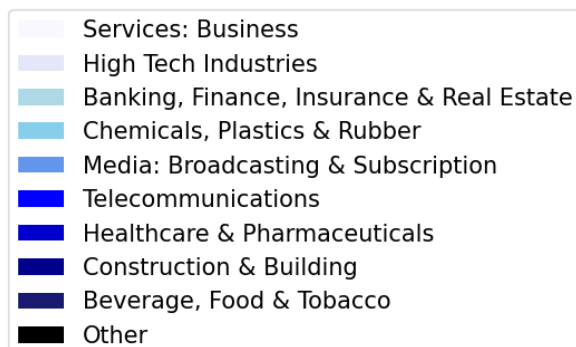 Services: Business
High Tech Industries
Banking, Finance, Insurance & Real Estate
Chemicals, Plastics & Rubber
Media: Broadcasting & Subscription
Telecommunications
Healthcare & Pharmaceuticals
Construction & Building
Beverage, Food & Tobacco
Other